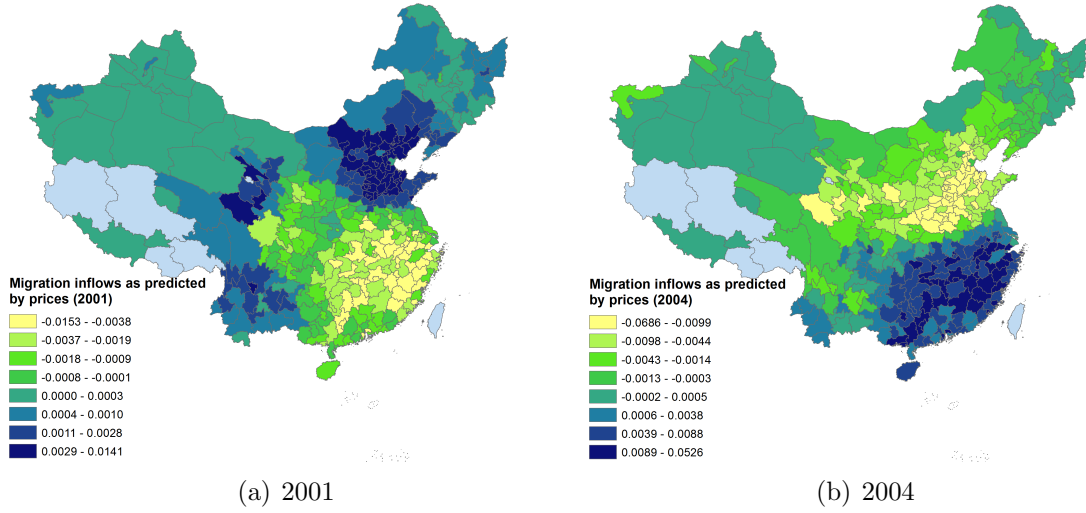 Migration inflows as predicted
by prices (2001)
-0.0153 - -0.0038
-0.0037 - -0.0019
-0.0018 - -0.0009
-0.0008 - -0.0001
0.0000 - 0.0003
0.0004 - 0.0010
0.0011 - 0.0028
0.0029 - 0.0141
(a) 2001
Migration inflows as predicted
by prices (2004)
-0.0686 - -0.0099
-0.0098 - -0.0044
-0.0043 - -0.0014
-0.0013 - -0.0003
-0.0002 - 0.0005
0.0006 - 0.0038
0.0039 - 0.0088
0.0089 - 0.0526
(b) 2004